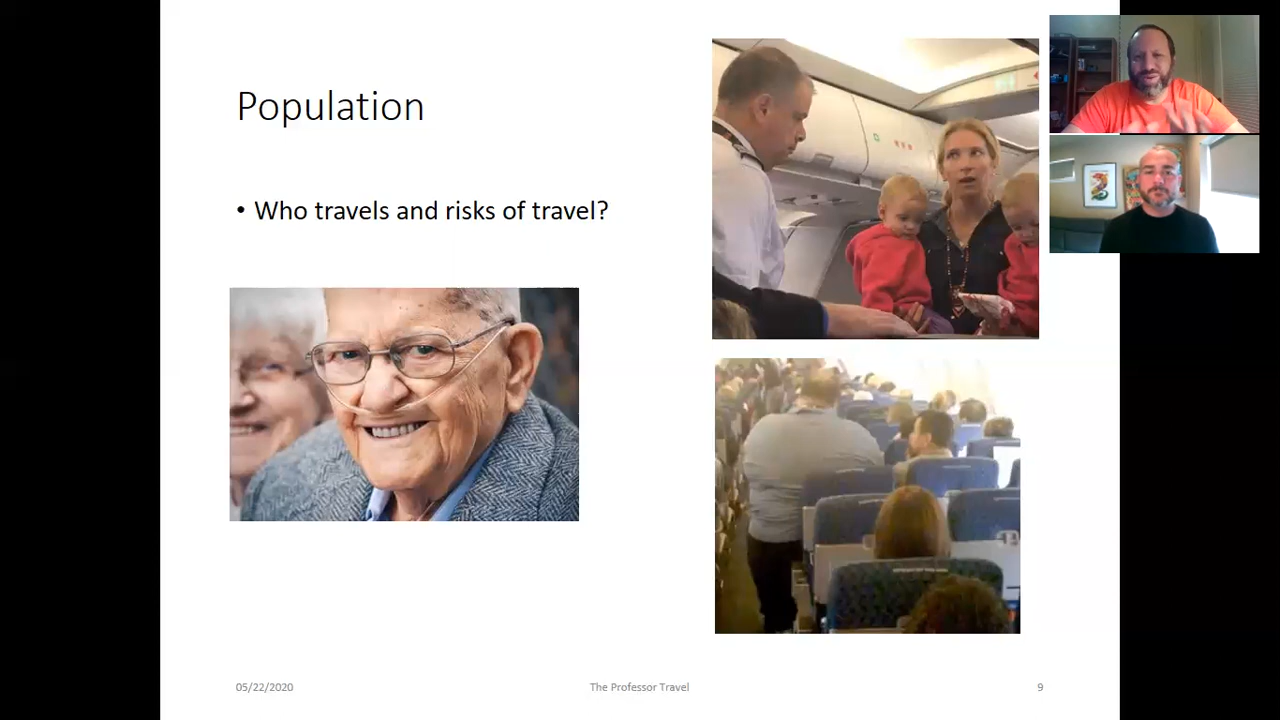 Population
• Who travels and risks of travel?
05/22/2020
The Professor Travel
9